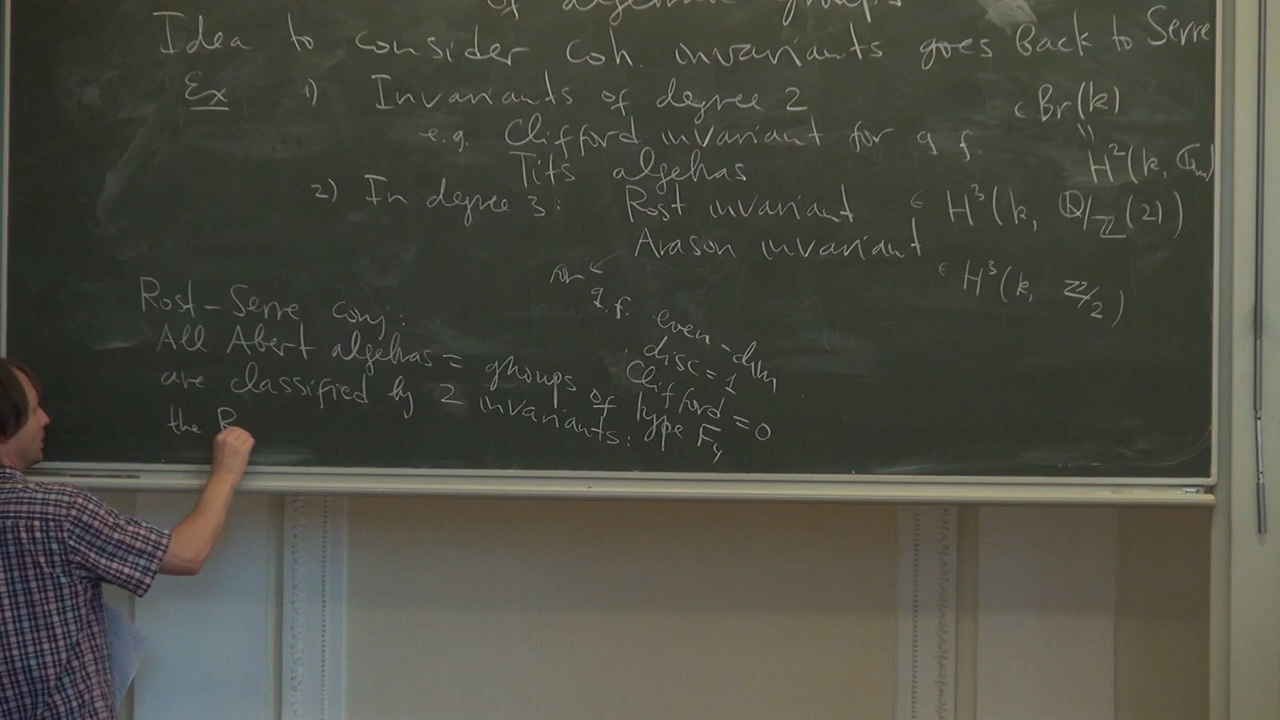 of algebraic groups
Idea to consider coh. invariants goes back to Serre
Ex 1) Invariants of degree 2 ∈ Br(k)
e.g. Clifford invariant for q.f. = H²(k, G_m)
Tits algebras
2) In degree 3: Rost invariant ∈ H³(k, Q/Z(2))
Arason invariant ∈ H³(k, Z/2)
for q.f. even-dim
disc = 1
Clifford = 0
Rost-Serre conj.:
All Albert algebras = groups of type F₄
are classified by 2 invariants:
the R